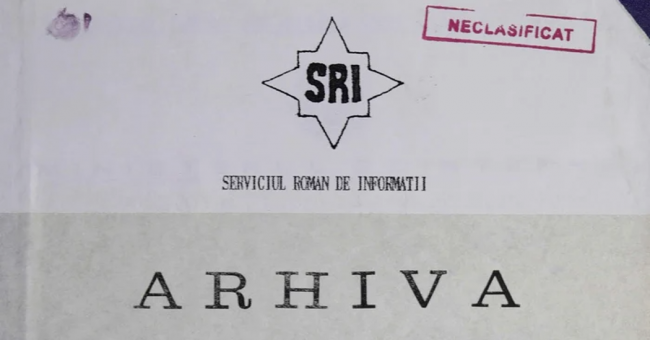 NECLASIFICAT
SRI
SERVICIUL ROMAN DE INFORMATII
ARHIVA